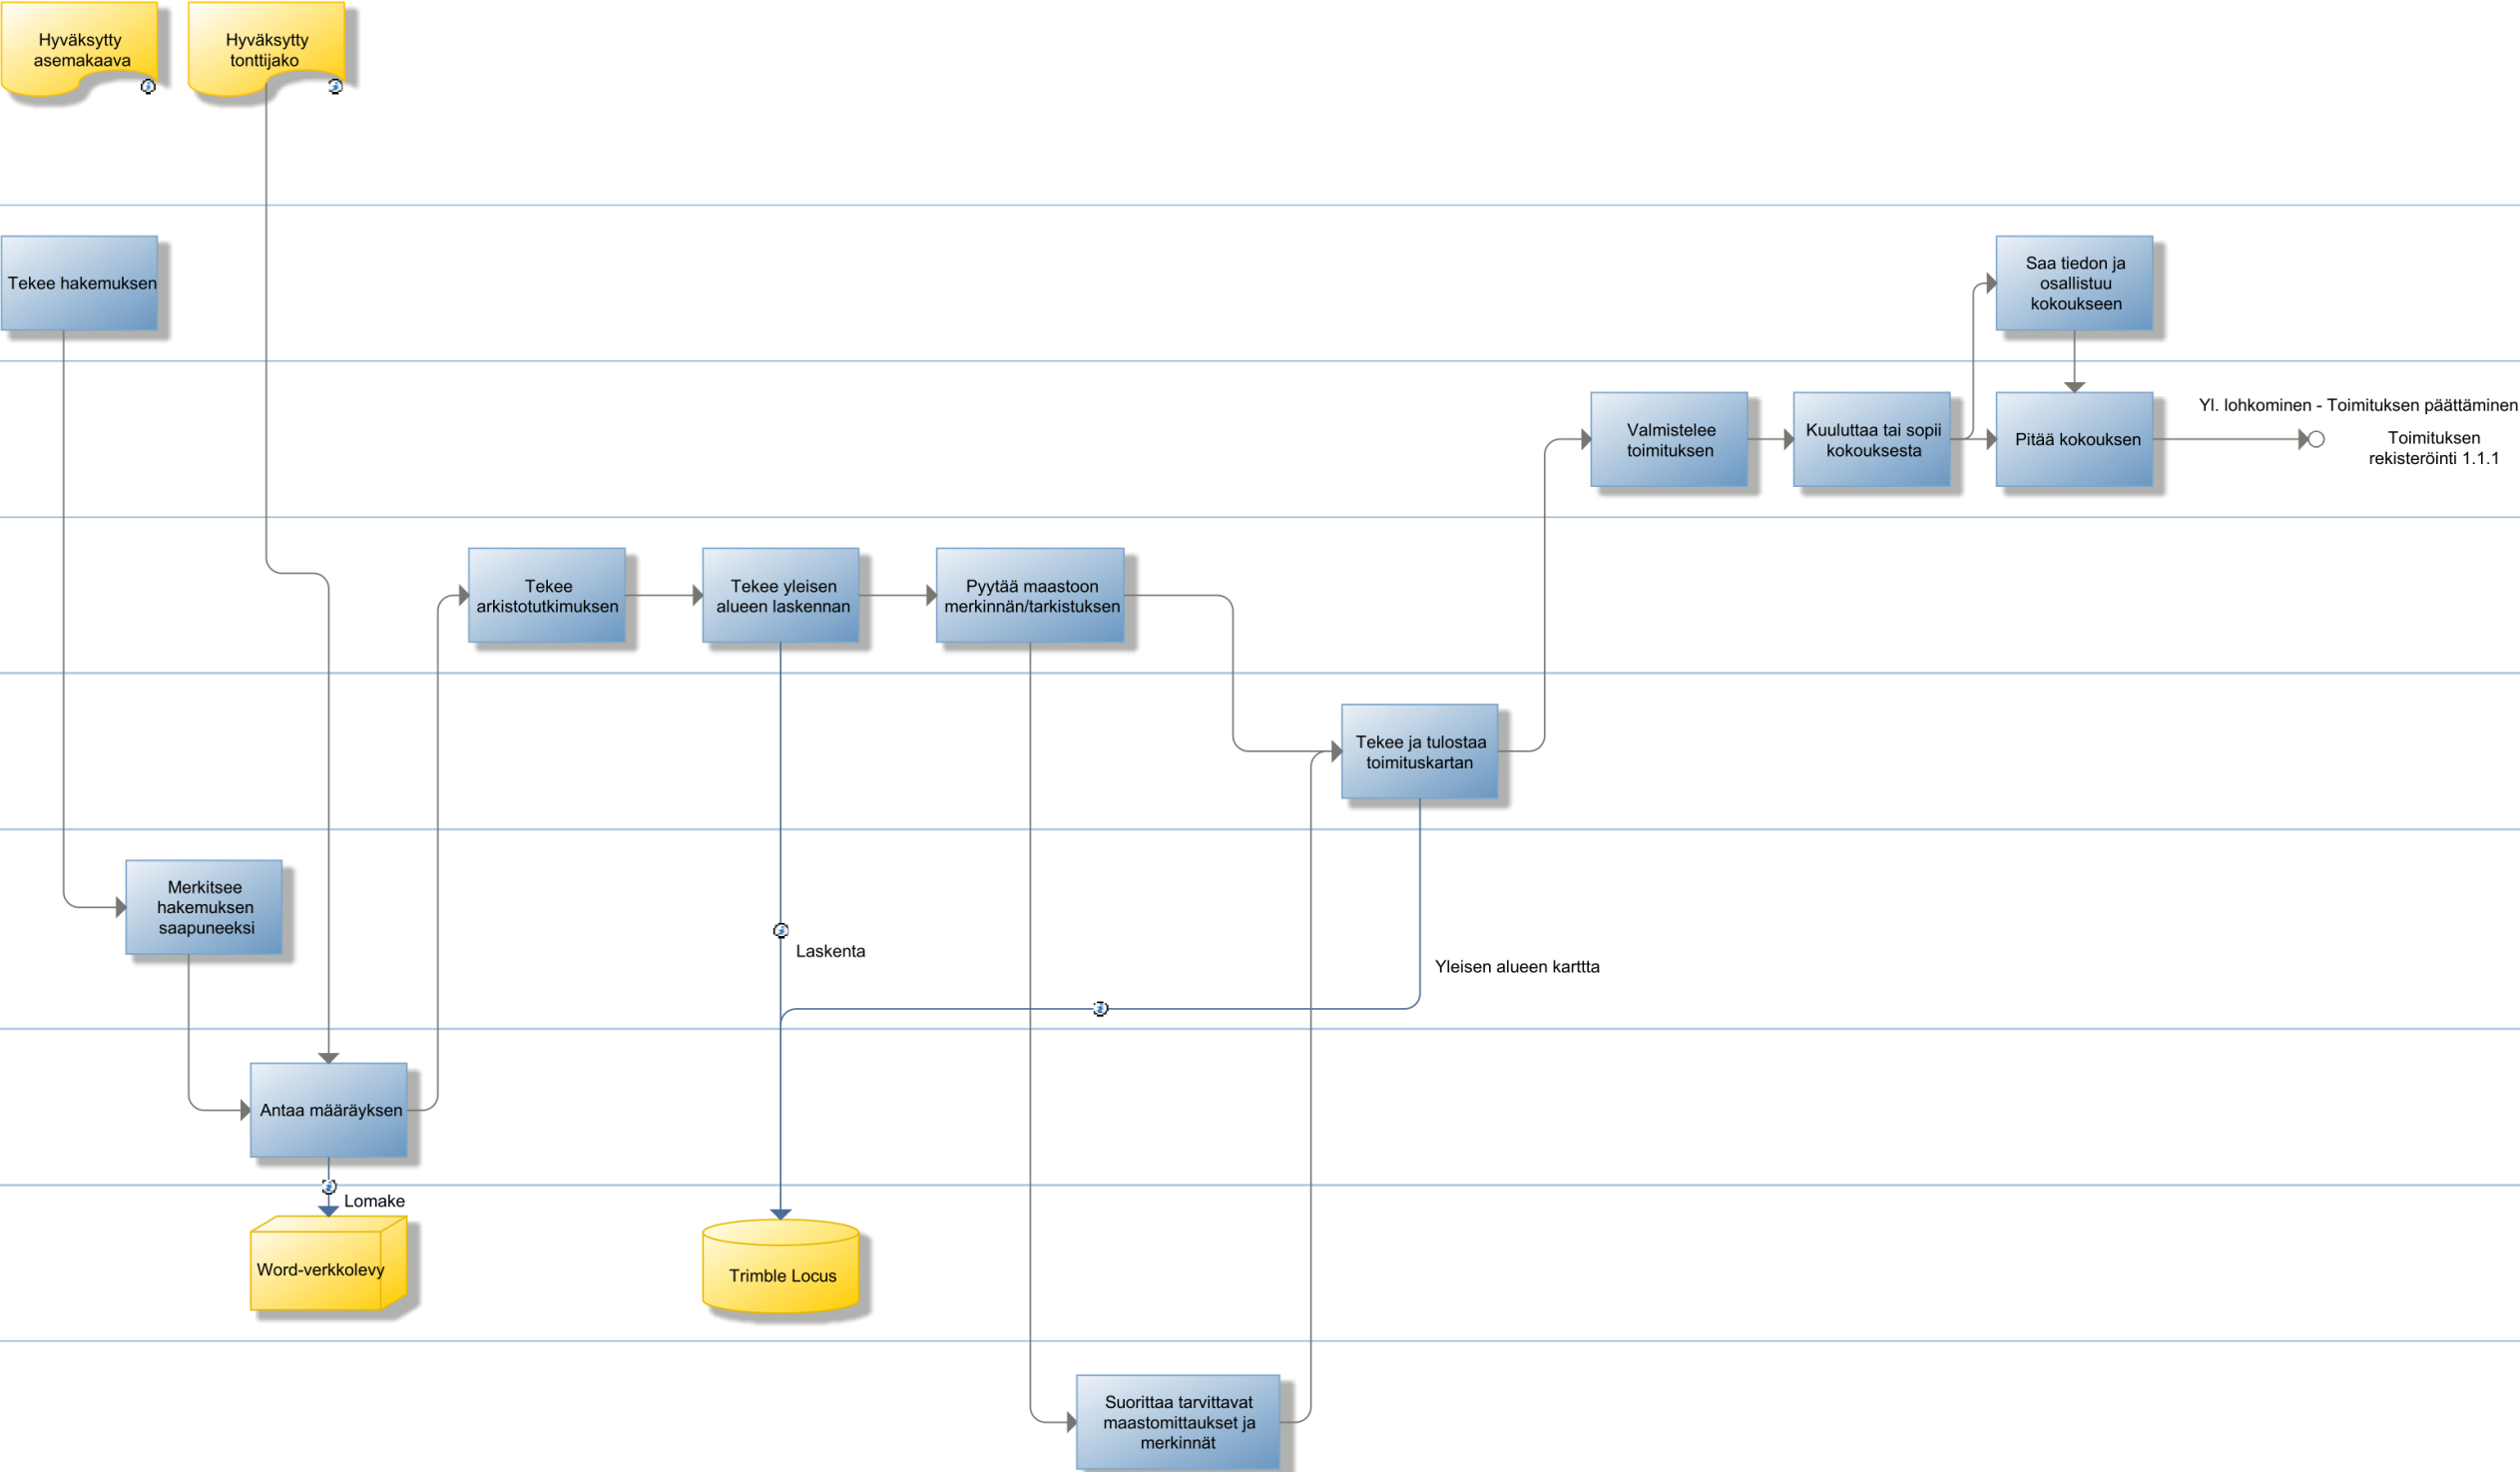 Hyväksytty
asemakaava
Hyväksytty
tonttijako
Tekee hakemuksen
Saa tiedon ja
osallistuu
kokoukseen
Valmistelee
toimituksen
Kuuluttaa tai sopii
kokouksesta
Pitää kokouksen
Yl. lohkominen - Toimituksen päättäminen
Toimituksen
rekisteröinti 1.1.1
Tekee
arkistotutkimuksen
Tekee yleisen
alueen laskennan
Pyytää maastoon
merkinnän/tarkistuksen
Tekee ja tulostaa
toimituskartan
Merkitsee
hakemuksen
saapuneeksi
Laskenta
Yleisen alueen karttta
Antaa määräyksen
Lomake
Word-verkkolevy
Trimble Locus
Suorittaa tarvittavat
maastomittaukset ja
merkinnät